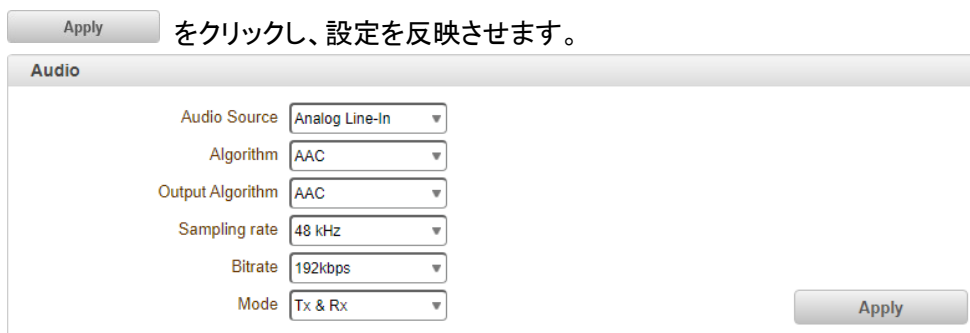 Apply をクリックし、設定を反映させます。
Audio
Audio Source Analog Line-In
Algorithm AAC
Output Algorithm AAC
Sampling rate 48 kHz
Bitrate 192kbps
Mode Tx & Rx
Apply